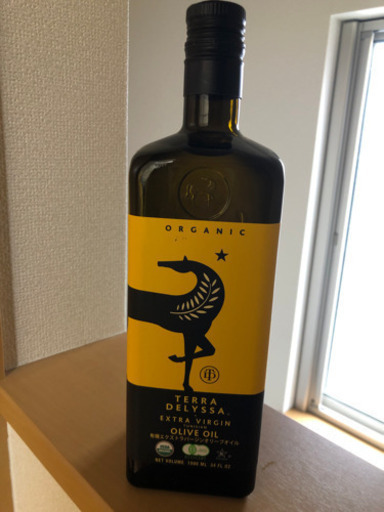 ORGANIC
TERRA
DELYSSA
EXTRA VIRGIN
TUNISIAN
OLIVE OIL
有機エクストラバージンオリーブオイル
NET VOLUME 1000 ML 34 FL OZ